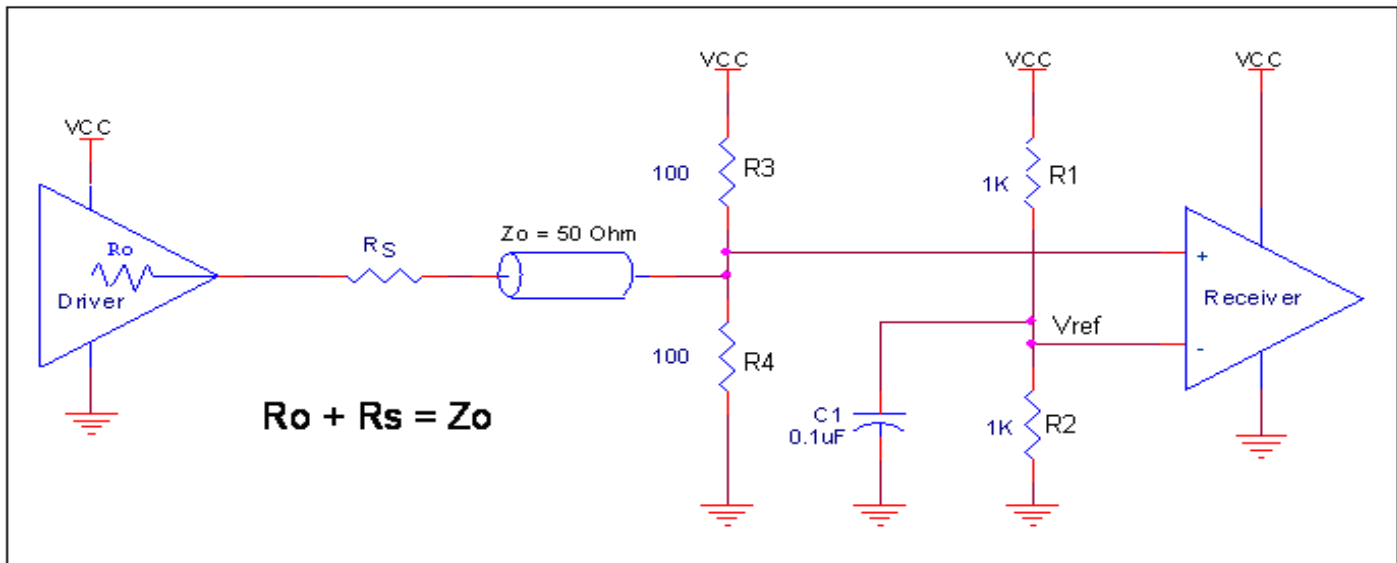 VCC
VCC
VCC
VCC
R3
100
R1
1K
Zo = 50 Ohm
Ro
RS
+
Driver
Receiver
Vref
-
100
R4
Ro + Rs = Zo
C1
0.1uF
1K
R2